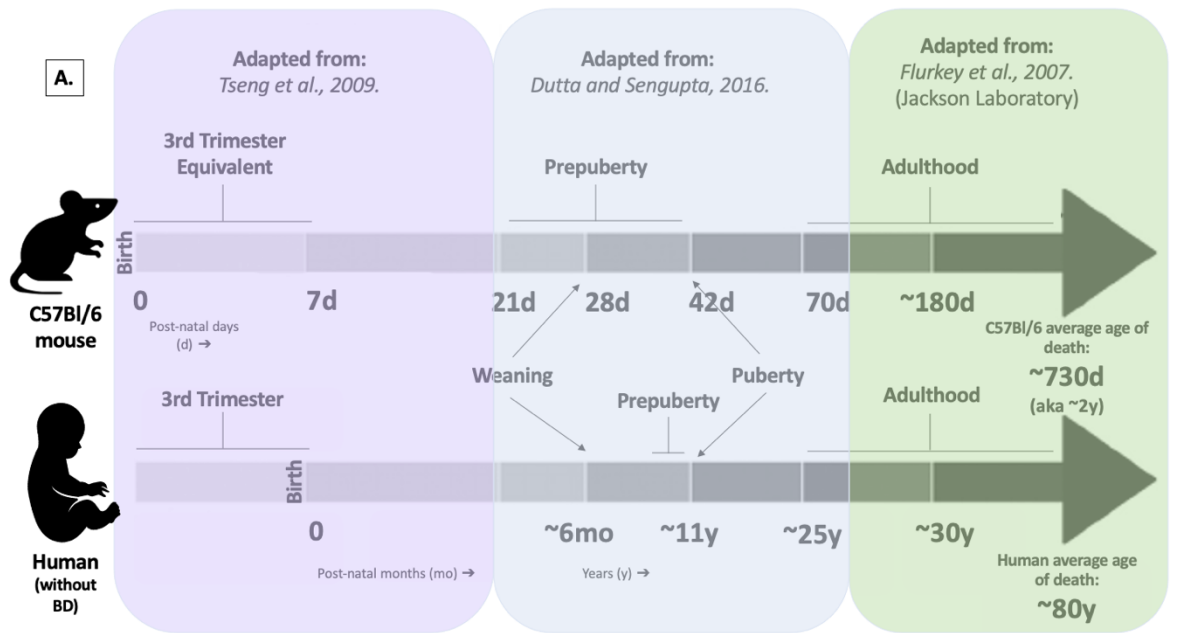 A.
Adapted from:
Tseng et al., 2009.
Adapted from:
Dutta and Sengupta, 2016.
Adapted from:
Flurkey et al., 2007.
(Jackson Laboratory)
3rd Trimester
Equivalent
Prepuberty
Adulthood
Birth
0
7d
21d
28d
42d
70d
~180d
C57Bl/6
mouse
Post-natal days
(d) →
C57Bl/6 average age of
death:
~730d
(aka ~2y)
Weaning
Puberty
3rd Trimester
Prepuberty
Adulthood
Birth
0
~6mo
~11y
~25y
~30y
Human
(without
BD)
Post-natal months (mo) →
Years (y) →
Human average age
of death:
~80y